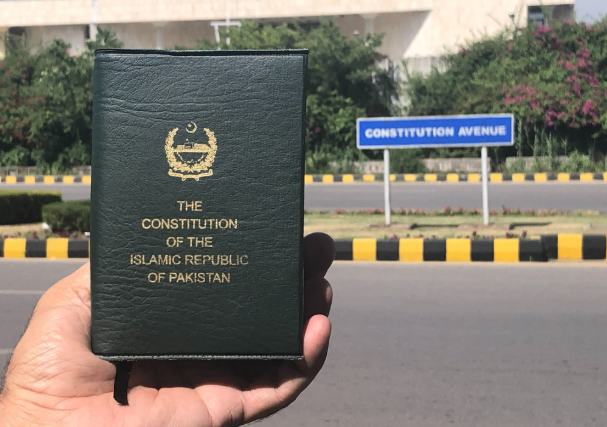 THE
CONSTITUTION
OF THE
ISLAMIC REPUBLIC
OF PAKISTAN
CONSTITUTION AVENUE